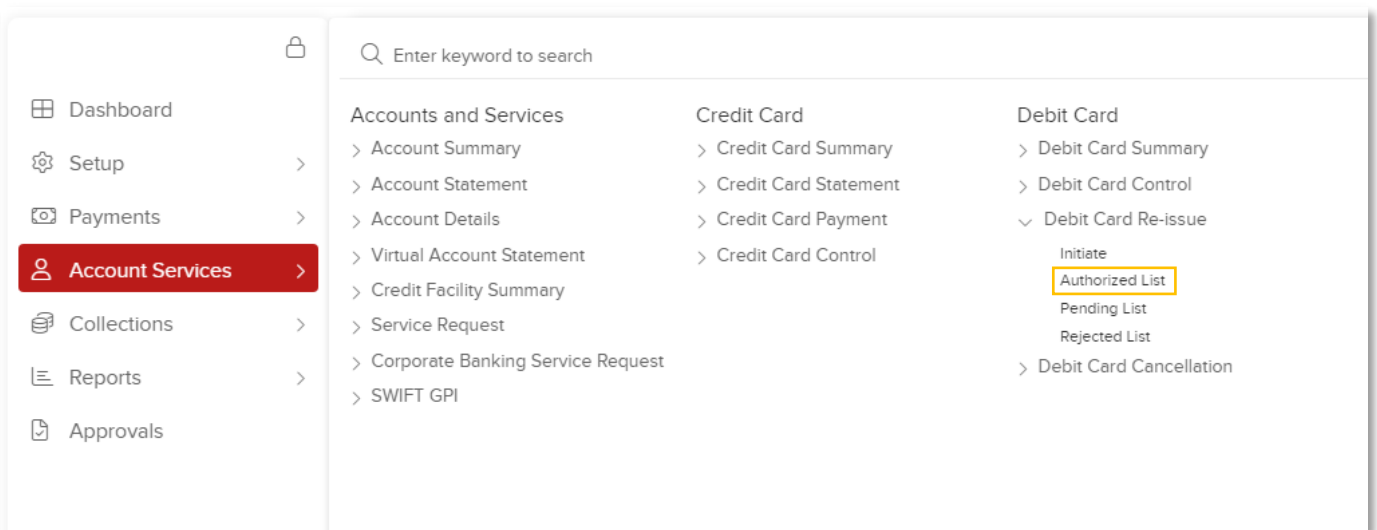 Enter keyword to search
Dashboard
Setup
Payments
Account Services
Collections
Reports
Approvals
Accounts and Services
Account Summary
Account Statement
Account Details
Virtual Account Statement
Credit Facility Summary
Service Request
Corporate Banking Service Request
SWIFT GPI
Credit Card
Credit Card Summary
Credit Card Statement
Credit Card Payment
Credit Card Control
Debit Card
Debit Card Summary
Debit Card Control
Debit Card Re-issue
Initiate
Authorized List
Pending List
Rejected List
Debit Card Cancellation